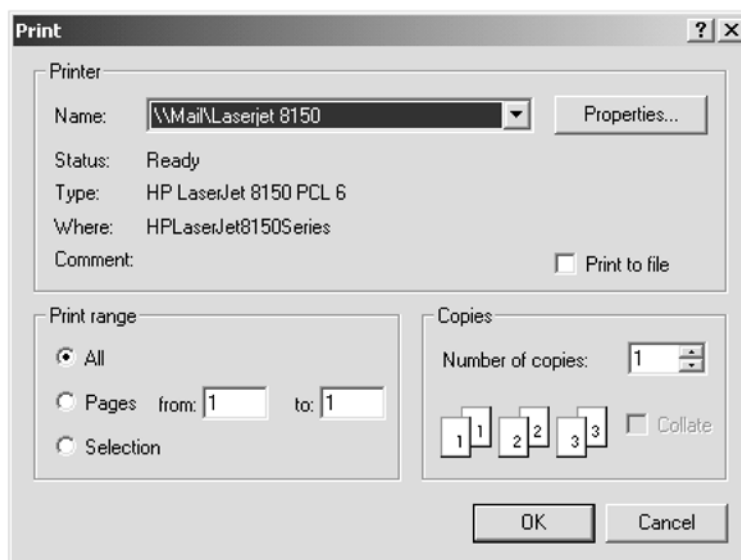 Print
Printer
Name: \\Mail\Laserjet 8150 Properties...
Status: Ready
Type: HP LaserJet 8150 PCL 6
Where: HPLaserJet8150Series
Comment: Print to file
Print range
All
Pages from: 1 to: 1
Selection
Copies
Number of copies: 1
1 1 2 2 3 3 Collate
OK Cancel